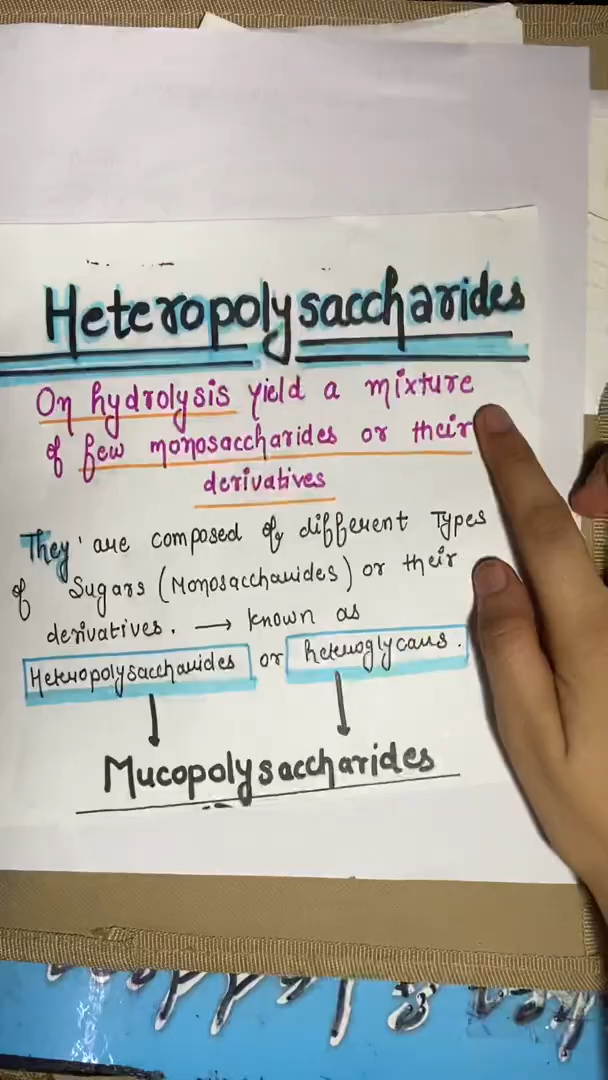 Heteropolysaccharides
On hydrolysis yield a mixture
of few monosaccharides or their
derivatives
They are composed of different Types
of Sugars (Monosaccharides) or their
derivatives. → known as
Heteropolysaccharides or heteroglycans.
Mucopolysaccharides